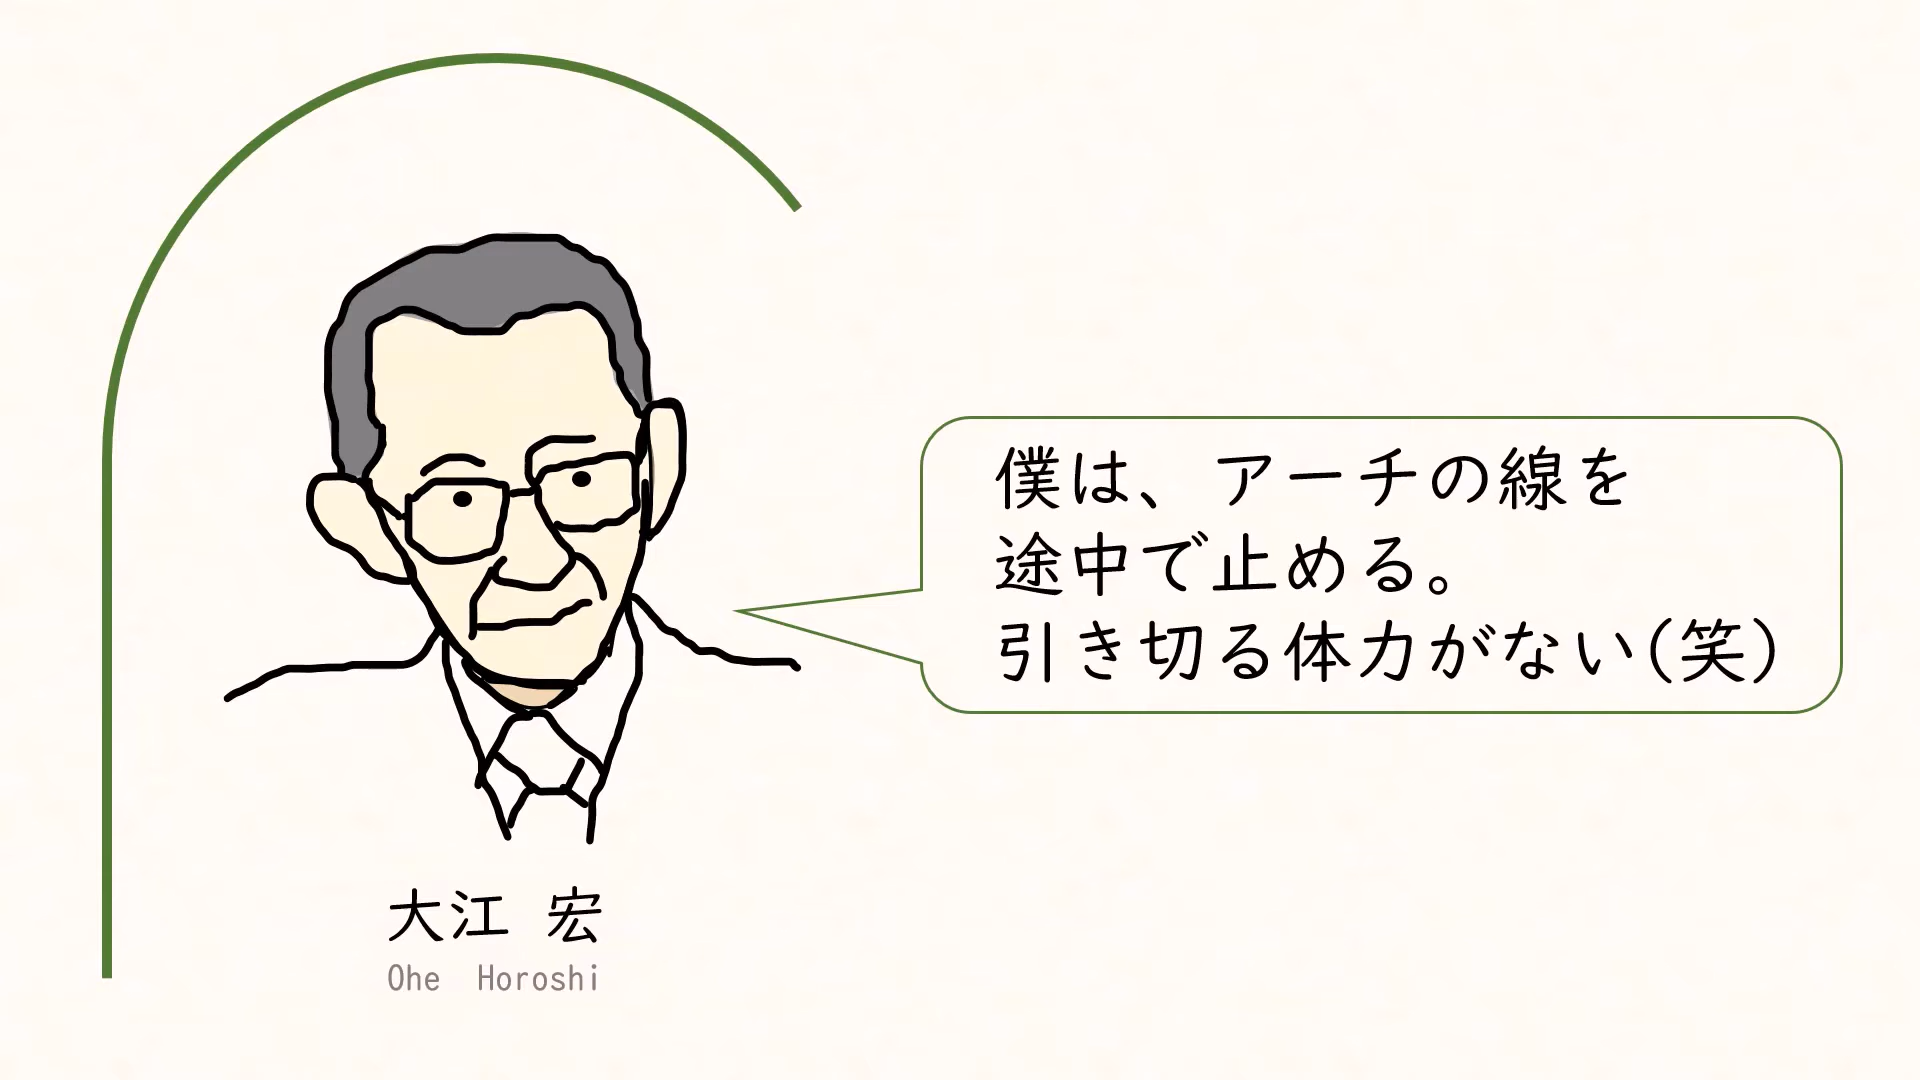 僕は、アーチの線を
途中で止める。
引き切る体力がない(笑)
大江 宏
Ohe Horoshi